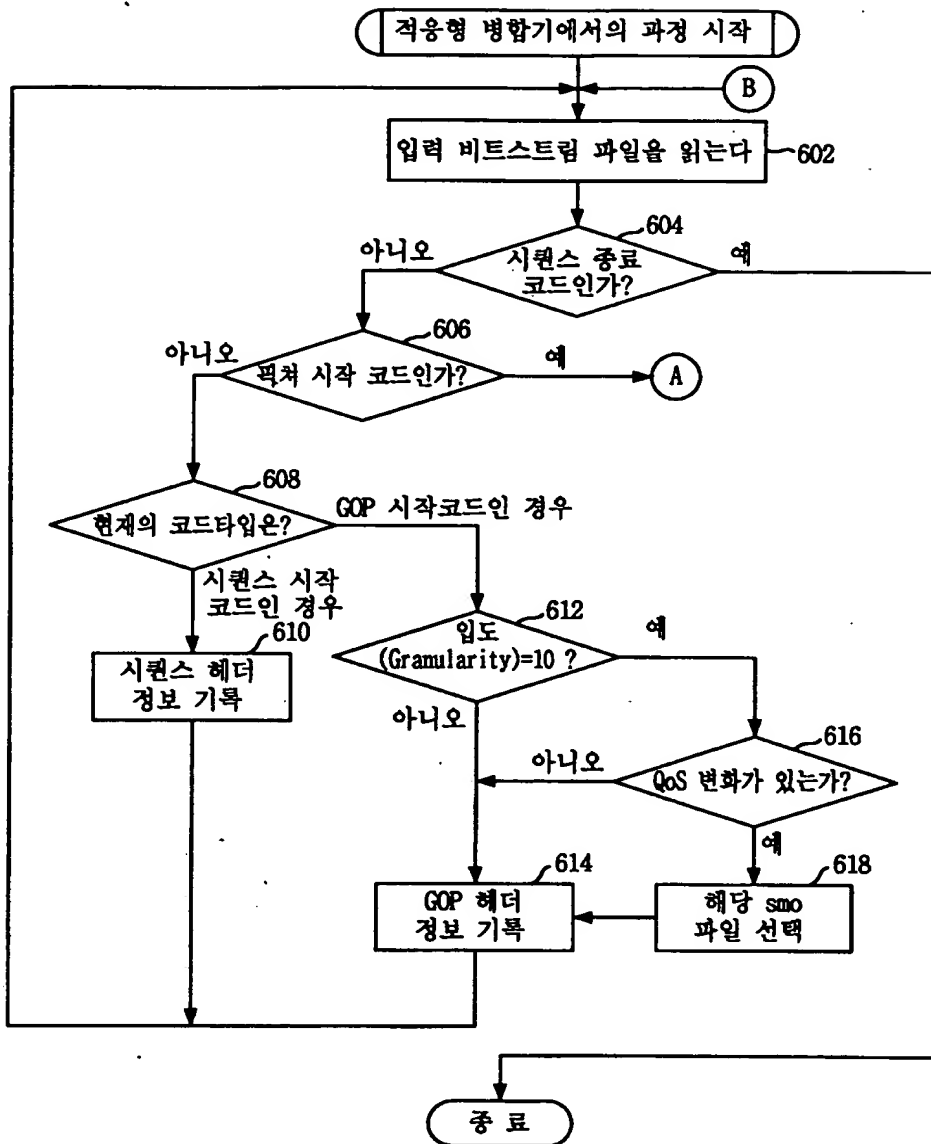 적응형 병합기에서의 과정 시작
B
입력 비트스트림 파일을 읽는다
602
604
아니오
예
시퀀스 종료
코드인가?
606
아니오
예
픽쳐 시작 코드인가?
A
608
현재의 코드타입은?
GOP 시작코드인 경우
시퀀스 시작
코드인 경우
610
시퀀스 헤더
정보 기록
612
입도
(Granularity)=10 ?
예
아니오
616
아니오
QoS 변화가 있는가?
예
614
618
GOP 헤더
정보 기록
해당 smo
파일 선택
종 료